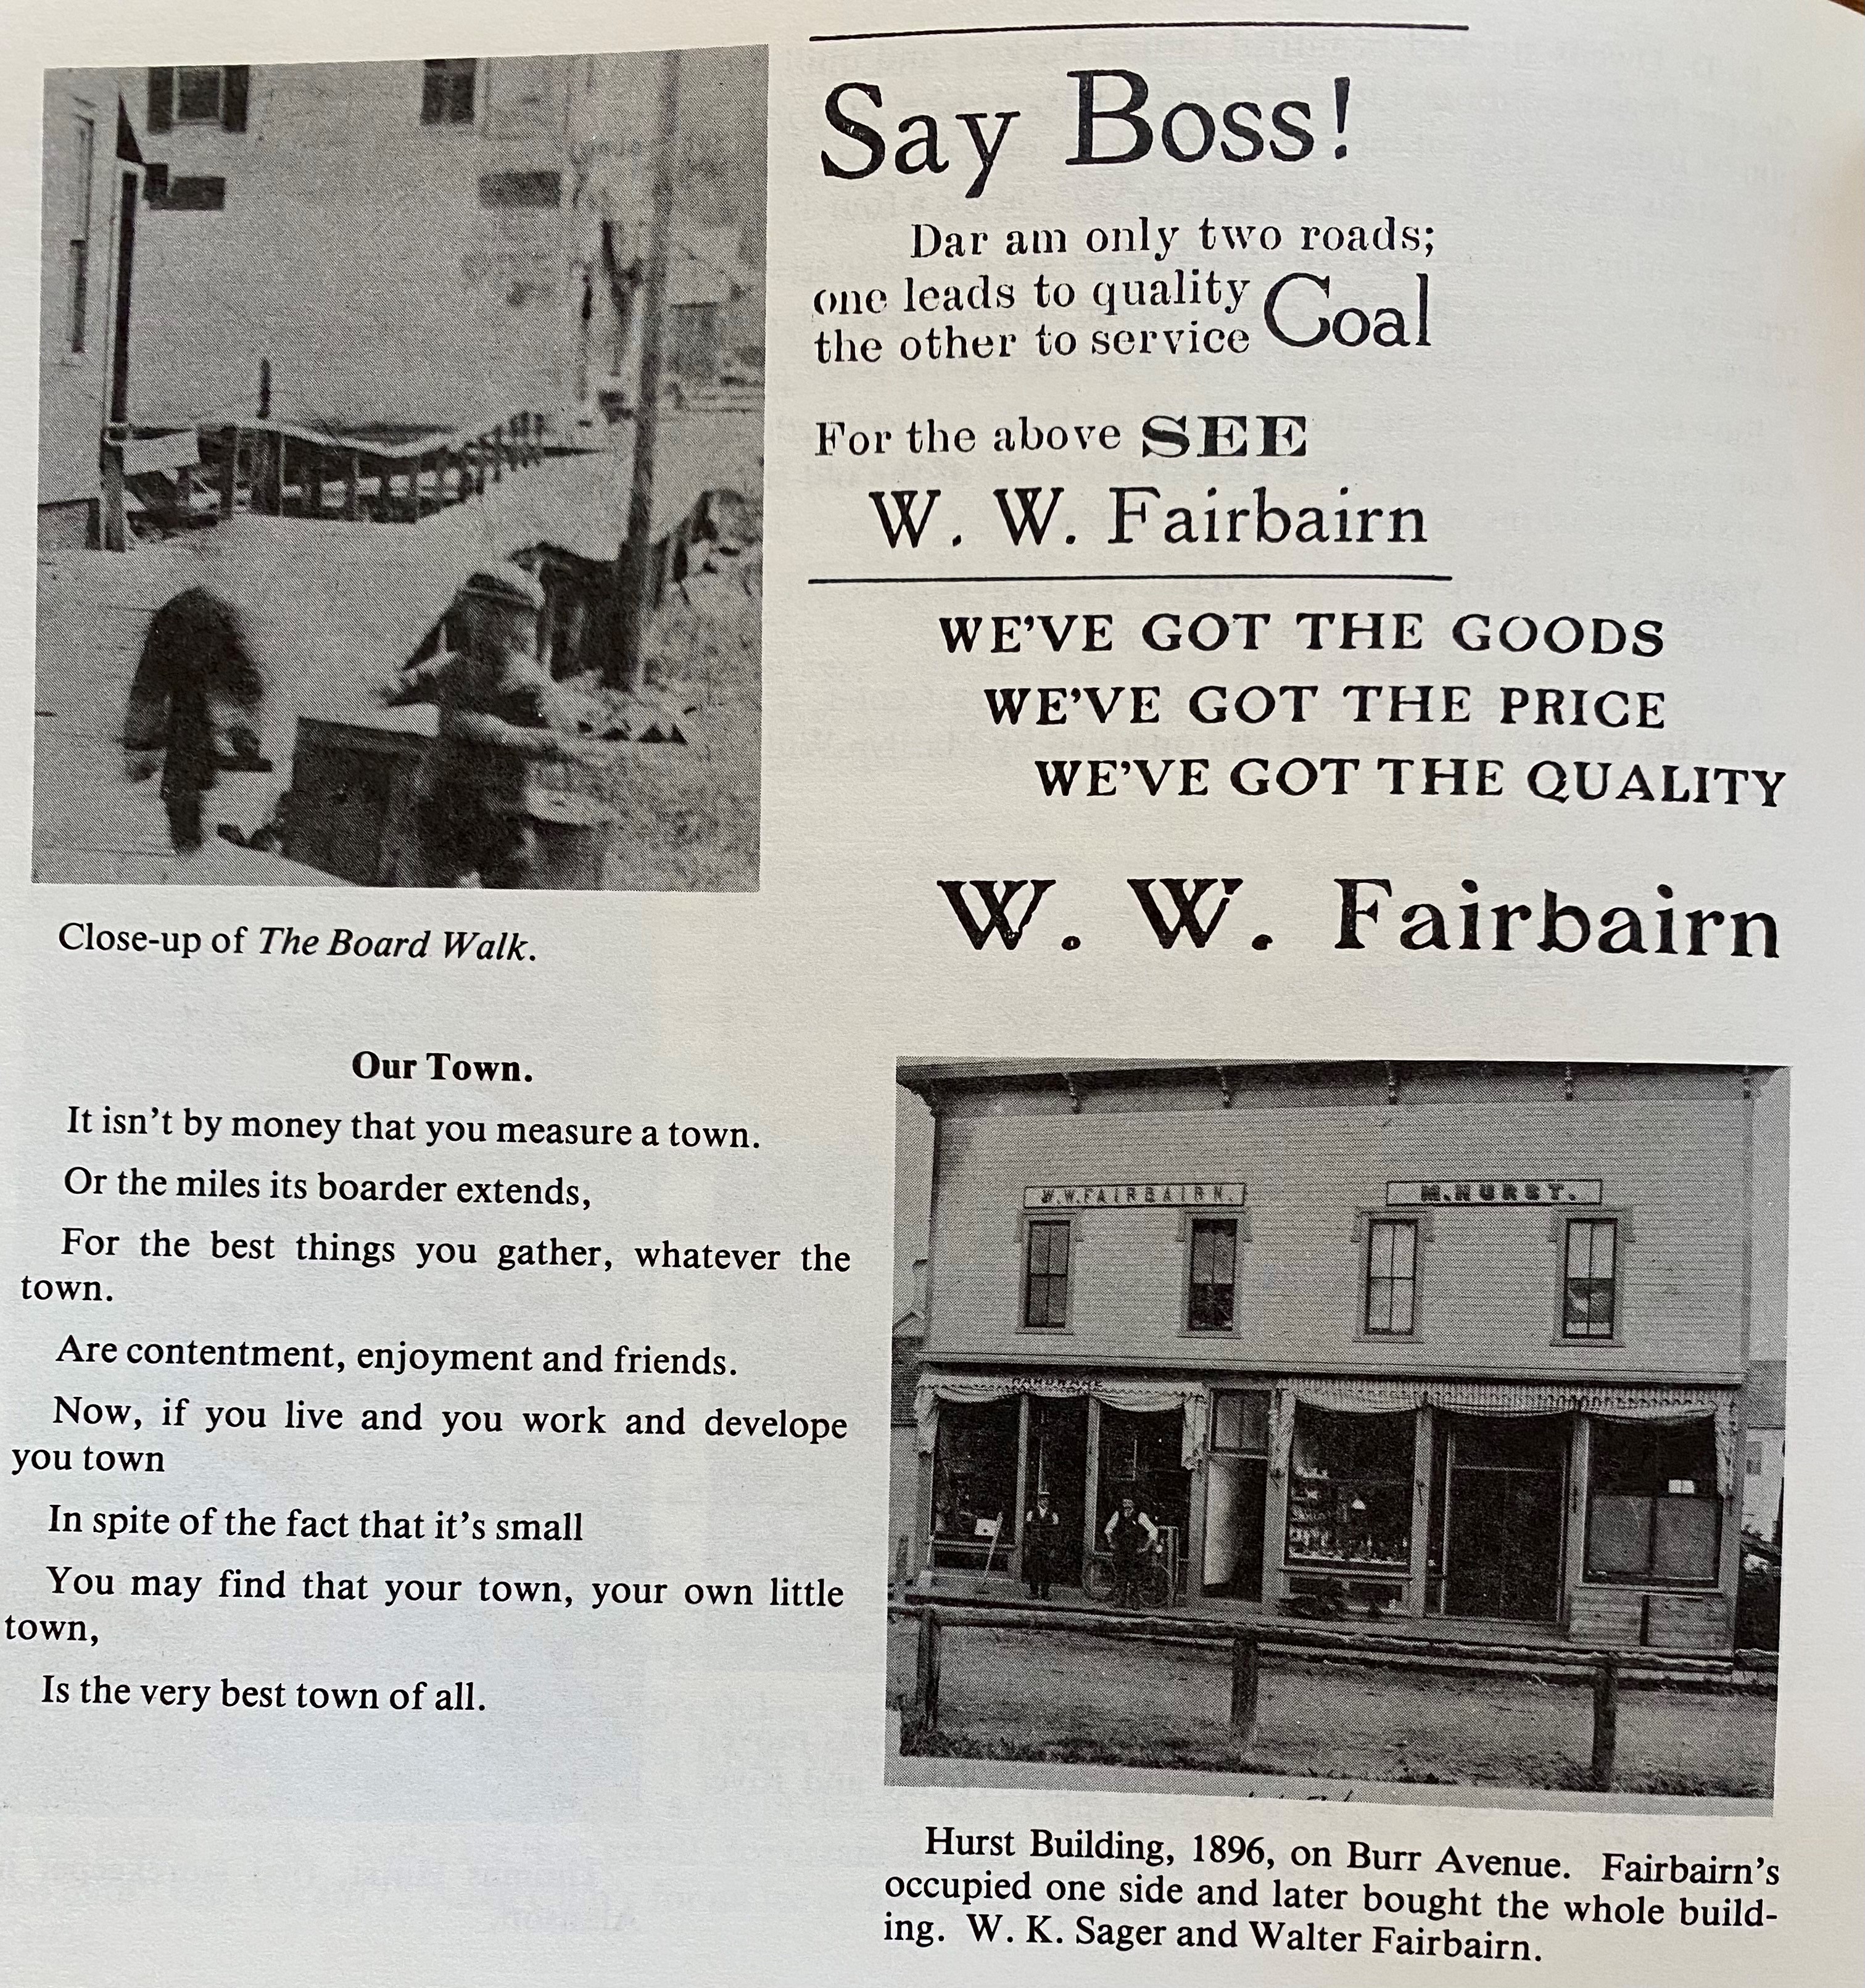 Say Boss!
Dar am only two roads;
one leads to quality
the other to service
Coal
For the above SEE
W. W. Fairbairn
WE'VE GOT THE GOODS
WE'VE GOT THE PRICE
WE'VE GOT THE QUALITY
W. W. Fairbairn
Close-up of The Board Walk.
Our Town.
It isn't by money that you measure a town.
Or the miles its boarder extends,
For the best things you gather, whatever the
town.
Are contentment, enjoyment and friends.
Now, if you live and you work and develope
you town
In spite of the fact that it's small
You may find that your town, your own little
town,
Is the very best town of all.
W.W.FAIRBAIRN.
M.HURST.
HARDWARE
Hurst Building, 1896, on Burr Avenue. Fairbairn's
occupied one side and later bought the whole build-
ing. W. K. Sager and Walter Fairbairn.